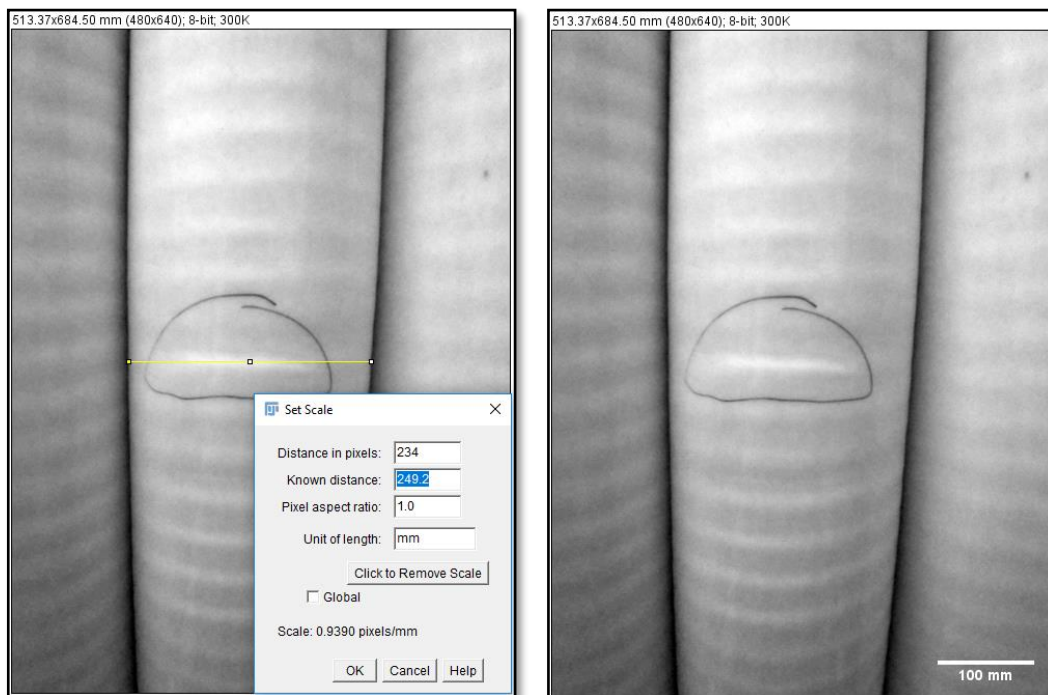 513.37x684.50 mm (480x640); 8-bit; 300K
Set Scale
Distance in pixels: 234
Known distance: 249.2
Pixel aspect ratio: 1.0
Unit of length: mm
Click to Remove Scale
Global
Scale: 0.9390 pixels/mm
OK Cancel Help
513.37x684.50 mm (480x640); 8-bit; 300K
100 mm